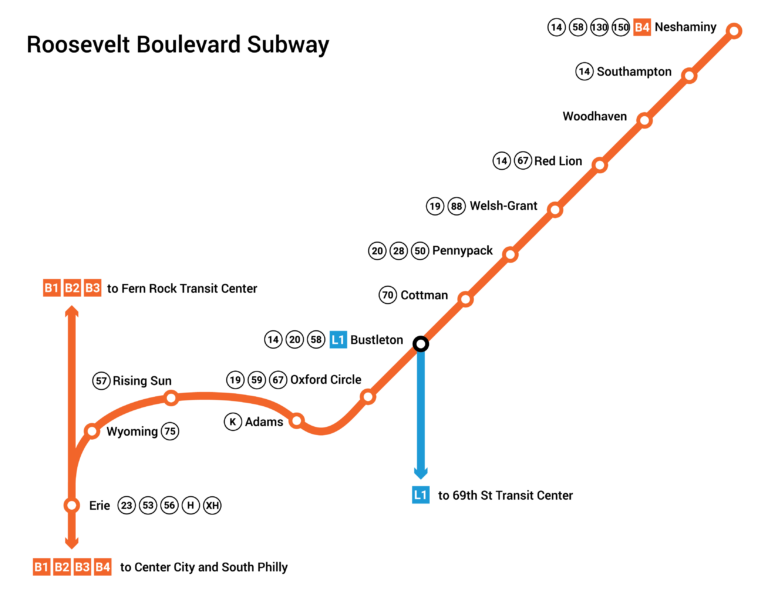 Roosevelt Boulevard Subway
14 58 130 150 B4 Neshaminy
14 Southampton
Woodhaven
14 67 Red Lion
19 88 Welsh-Grant
20 28 50 Pennypack
B1 B2 B3 to Fern Rock Transit Center
70 Cottman
14 20 58 L1 Bustleton
57 Rising Sun
19 59 67 Oxford Circle
K Adams
Wyoming 75
L1 to 69th St Transit Center
Erie 23 53 56 H XH
B1 B2 B3 B4 to Center City and South Philly